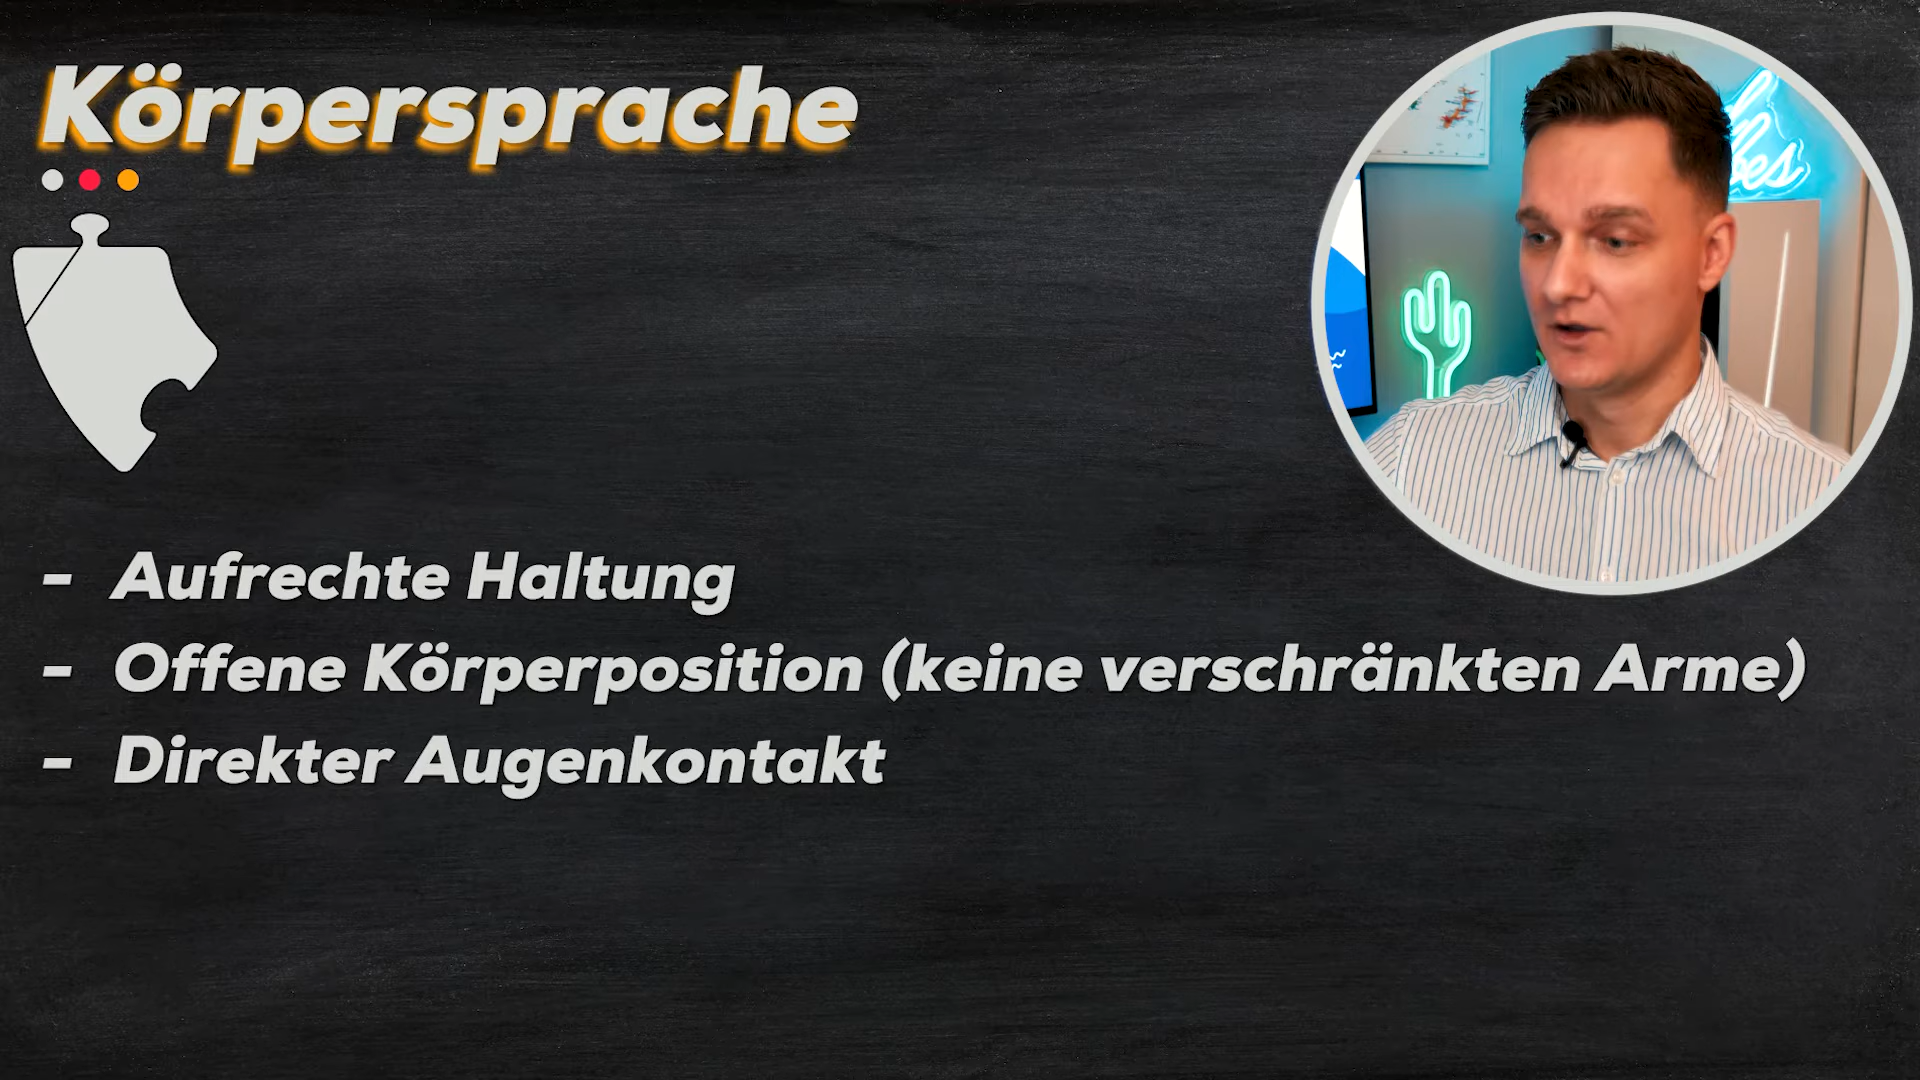 Körpersprache
- Aufrechte Haltung
- Offene Körperposition (keine verschränkten Arme)
- Direkter Augenkontakt